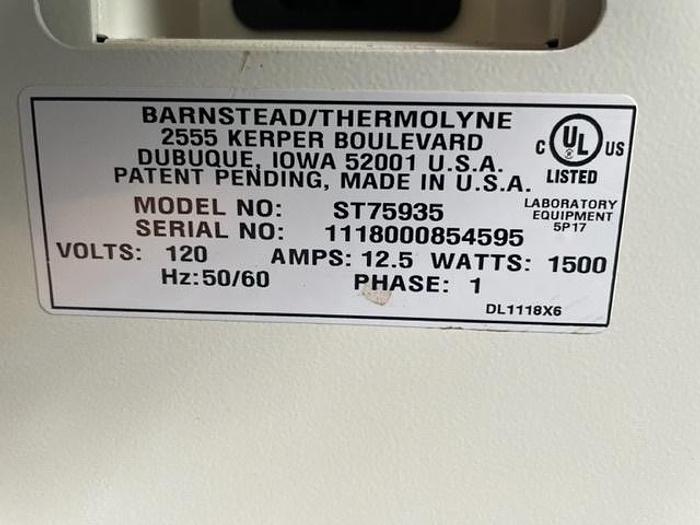 BARNSTEAD/THERMOLYNE
2555 KERPER BOULEVARD
DUBUQUE, IOWA 52001 U.S.A.
PATENT PENDING, MADE IN U.S.A.
C UL US
LISTED
LABORATORY
EQUIPMENT
5P17
MODEL NO: ST75935
SERIAL NO: 1118000854595
VOLTS: 120 AMPS: 12.5 WATTS: 1500
Hz: 50/60 PHASE: 1
DL1118X6